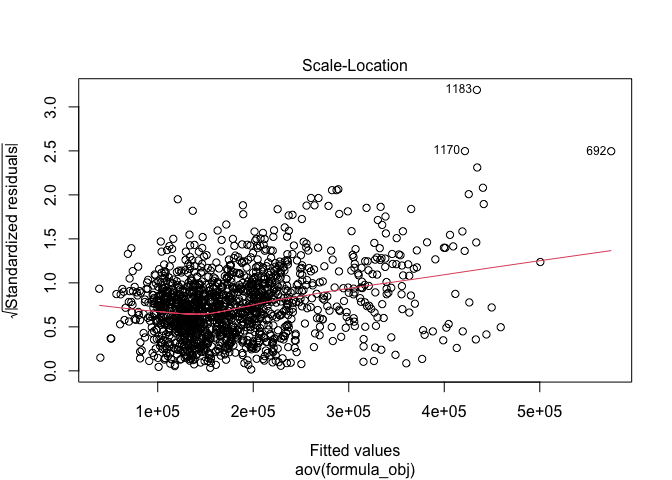 Scale-Location
√|Standardized residuals|
3.0
2.5
2.0
1.5
1.0
0.5
0.0
1183
1170
692
1e+05 2e+05 3e+05 4e+05 5e+05
Fitted values
aov(formula_obj)